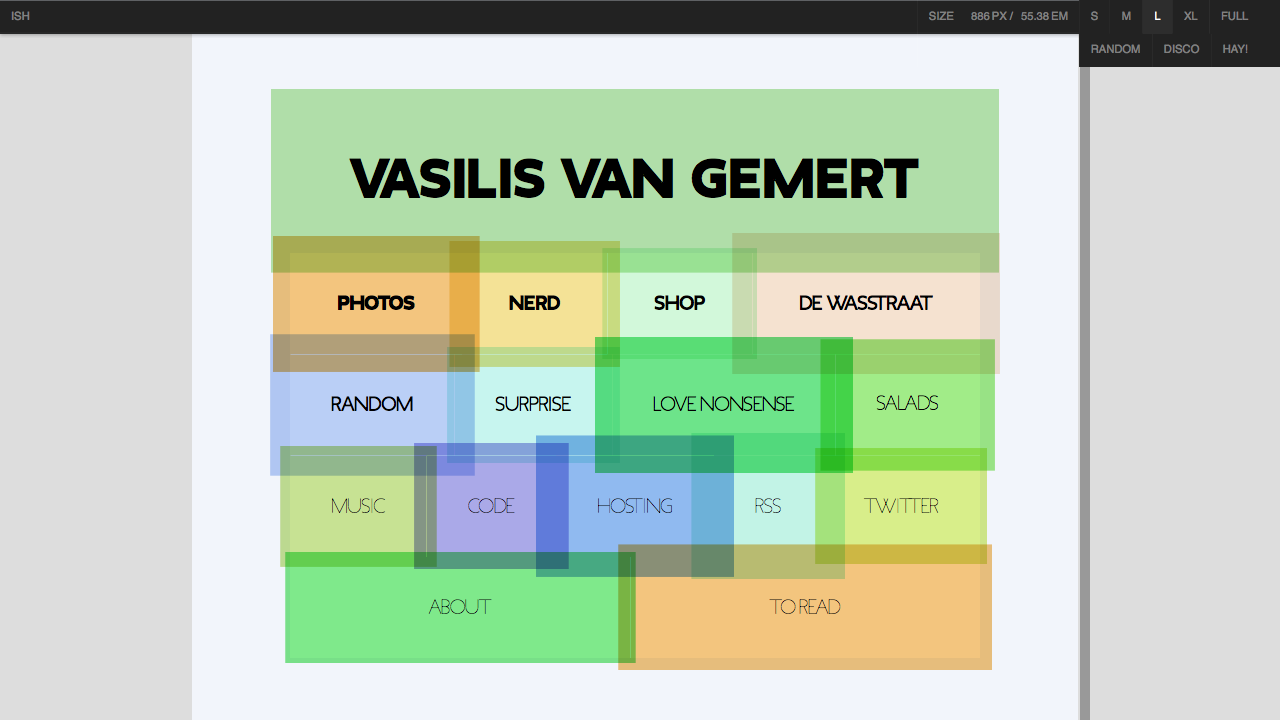 ISH SIZE 886 PX / 55.38 EM S M L XL FULL
RANDOM DISCO HAY!
VASILIS VAN GEMERT
PHOTOS NERD SHOP DE WASSTRAAT
RANDOM SURPRISE LOVE NONSENSE SALADS
MUSIC CODE HOSTING RSS TWITTER
ABOUT TO READ